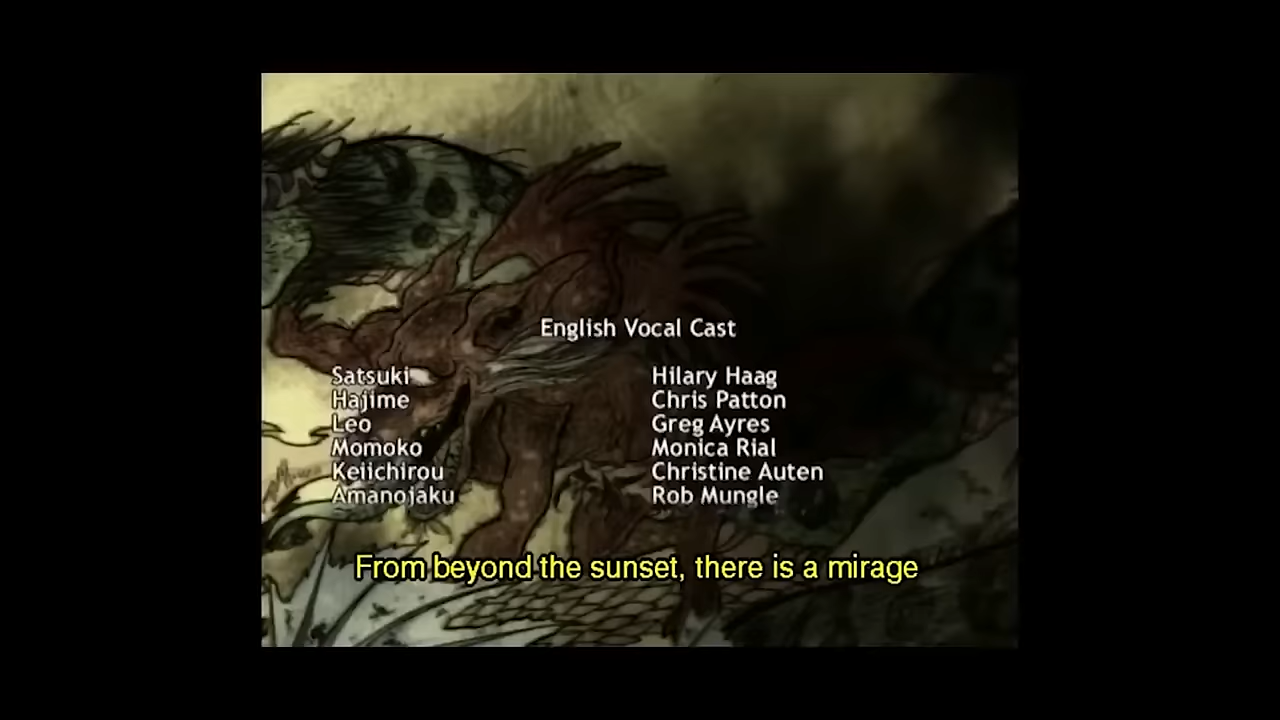 English Vocal Cast
Satsuki Hilary Haag
Hajime Chris Patton
Leo Greg Ayres
Momoko Monica Rial
Keiichirou Christine Auten
Amanojaku Rob Mungle
From beyond the sunset, there is a mirage